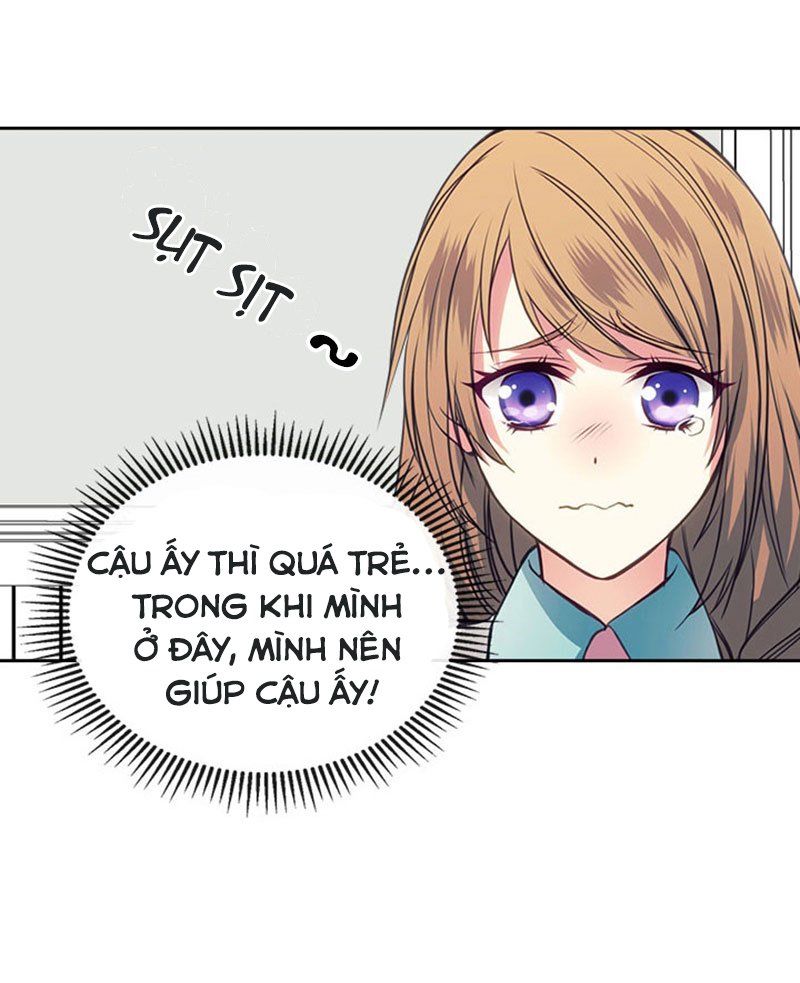 SỤT
SỊT
~
CẬU ẤY THÌ QUÁ TRẺ...
TRONG KHI MÌNH
Ở ĐÂY, MÌNH NÊN
GIÚP CẬU ẤY!